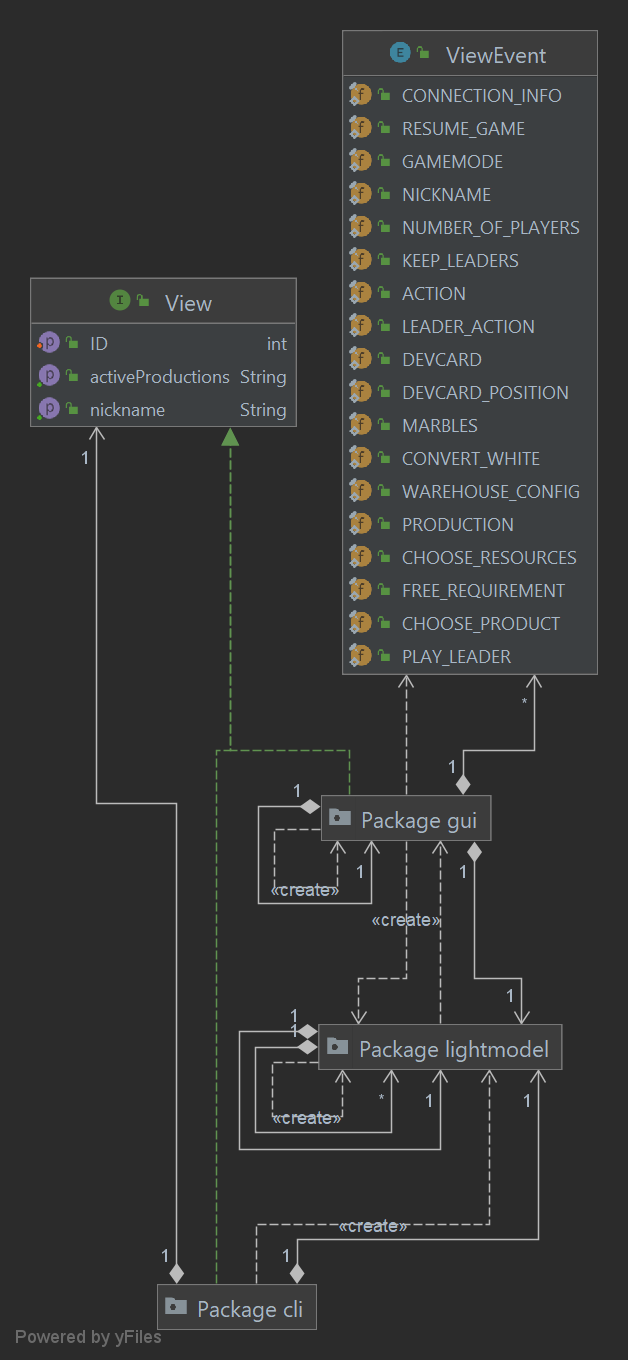 ViewEvent
CONNECTION_INFO
RESUME_GAME
GAMEMODE
NICKNAME
NUMBER_OF_PLAYERS
KEEP_LEADERS
ACTION
LEADER_ACTION
DEVCARD
DEVCARD_POSITION
MARBLES
CONVERT_WHITE
WAREHOUSE_CONFIG
PRODUCTION
CHOOSE_RESOURCES
FREE_REQUIREMENT
CHOOSE_PRODUCT
PLAY_LEADER
View
ID int
activeProductions String
nickname String
1
*
1
1
Package gui
1
1
«create»
«create»
1
1
1
Package lightmodel
«create»
*
1
1
«create»
1
1
Package cli
Powered by yFiles